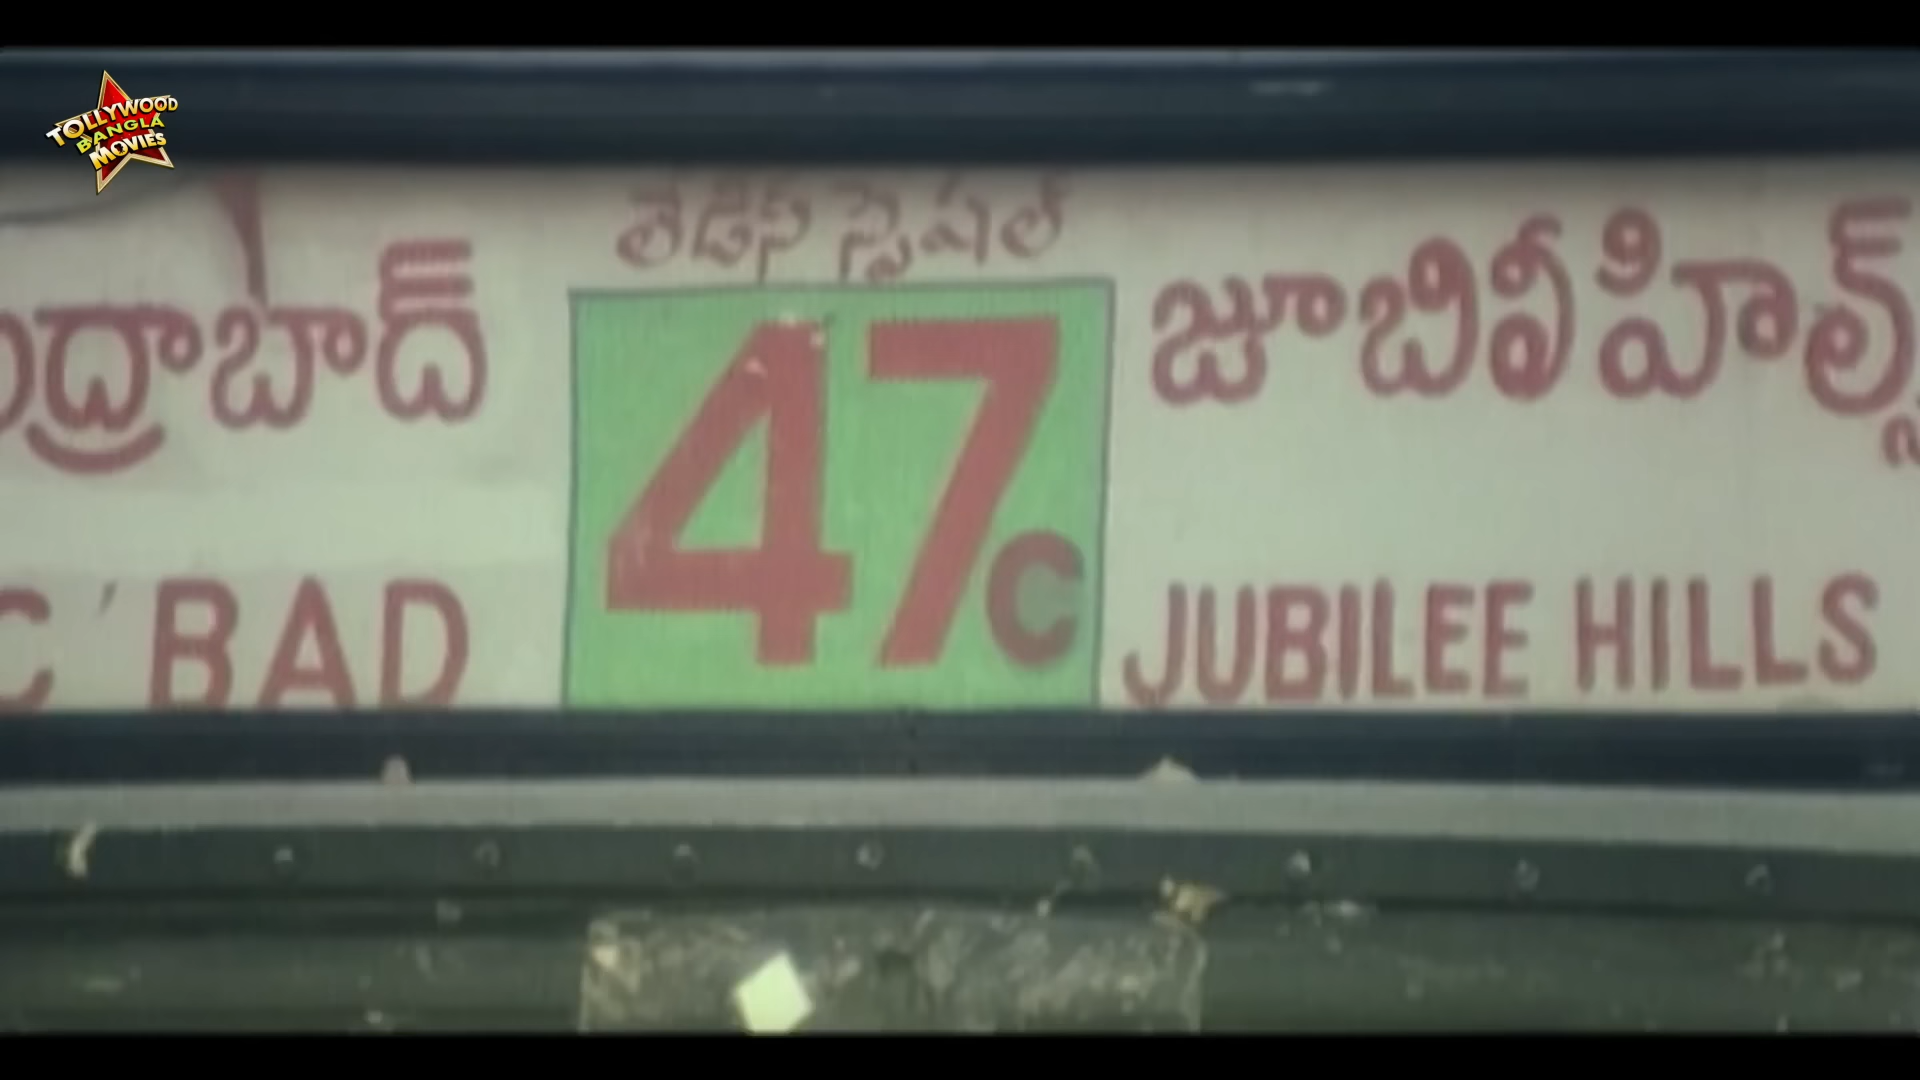 TOLLYWOOD
BANGLA
MOVIES
లేడీస్ స్పెషల్
ంద్రాబాద్
47C
జూబిలీహిల్స్
C'BAD
JUBILEE HILLS